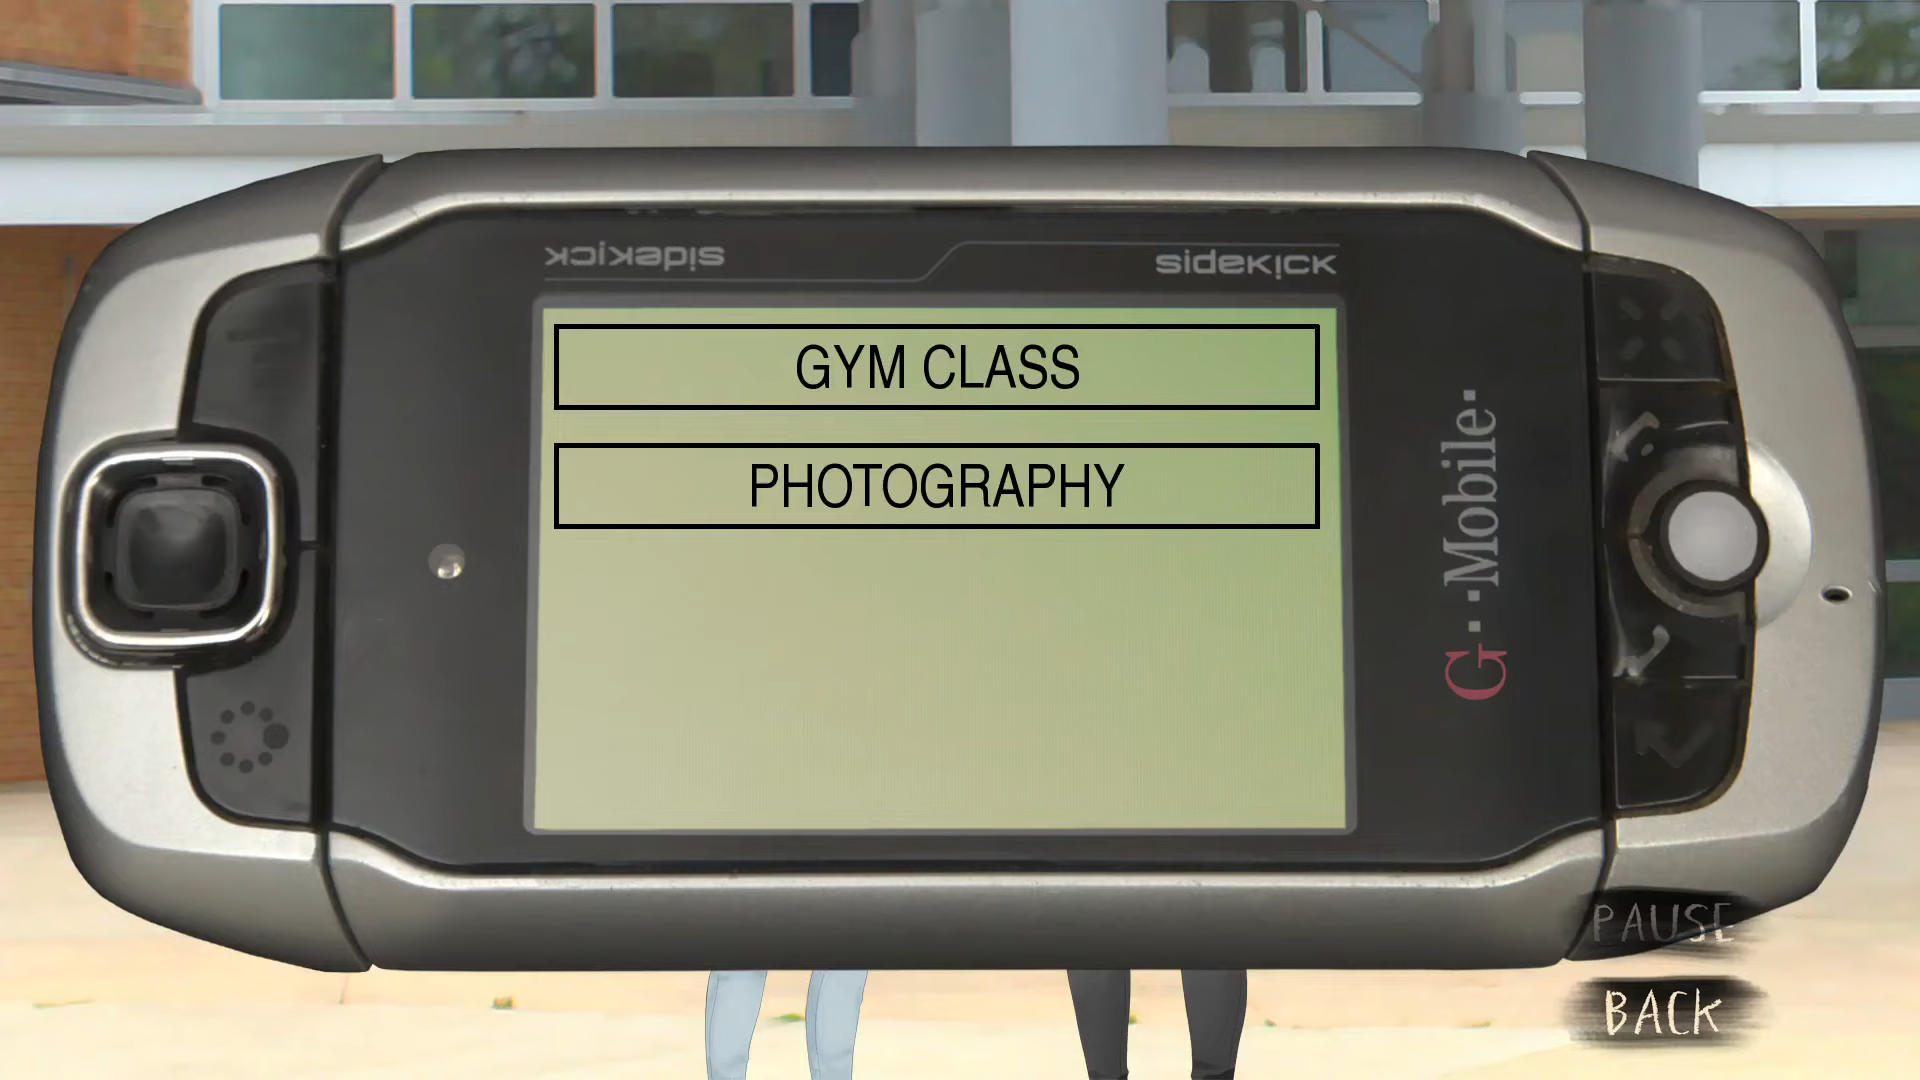 sidekick
sidekick
GYM CLASS
PHOTOGRAPHY
G··Mobile·
PAUSE
BACK